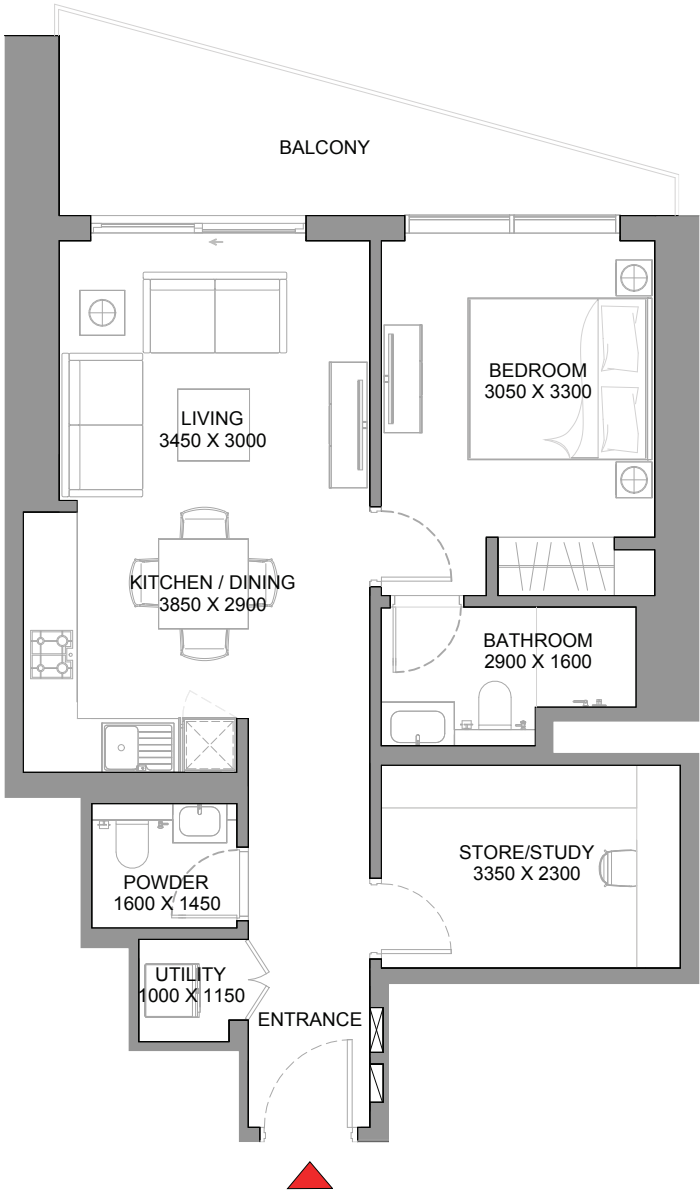 BALCONY
BEDROOM
3050 X 3300
LIVING
3450 X 3000
KITCHEN / DINING
3850 X 2900
BATHROOM
2900 X 1600
STORE/STUDY
3350 X 2300
POWDER
1600 X 1450
UTILITY
1000 X 1150
ENTRANCE